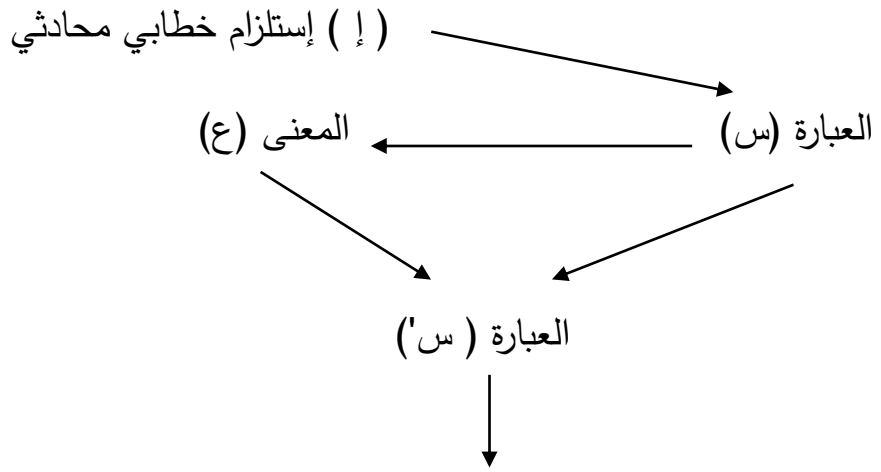 ( إ ) إستلزام خطابي محادثي
العبارة (س)
المعنى (ع)
العبارة ( س')